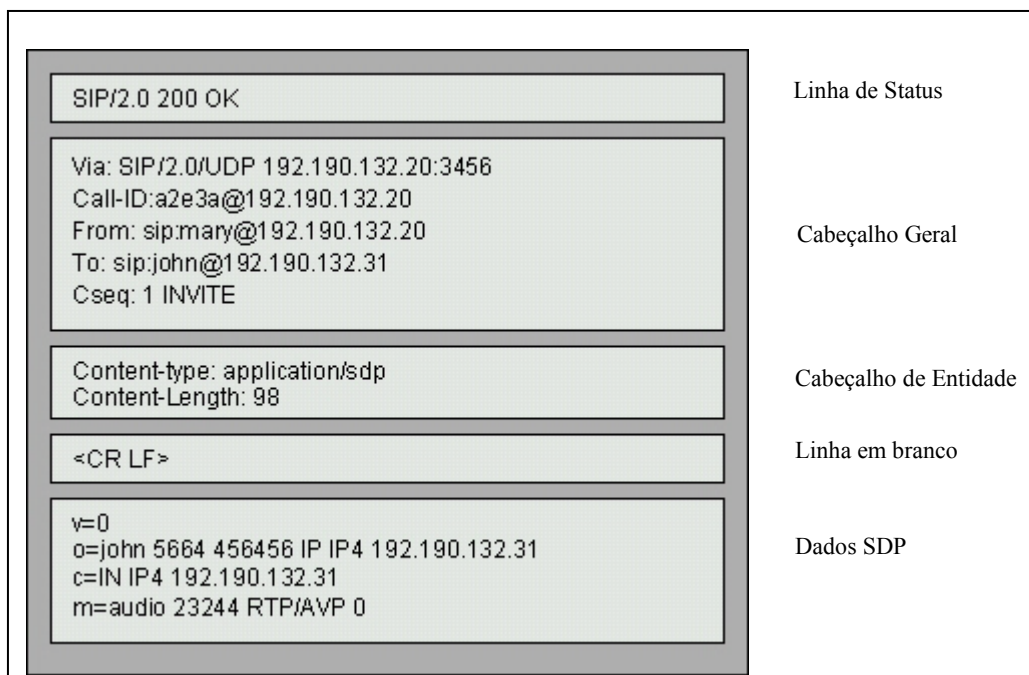 SIP/2.0 200 OK
Linha de Status
Via: SIP/2.0/UDP 192.190.132.20:3456
Call-ID:a2e3a@192.190.132.20
From: sip:mary@192.190.132.20
To: sip:john@192.190.132.31
Cseq: 1 INVITE
Cabeçalho Geral
Content-type: application/sdp
Content-Length: 98
Cabeçalho de Entidade
<CR LF>
Linha em branco
v=0
o=john 5664 456456 IP IP4 192.190.132.31
c=IN IP4 192.190.132.31
m=audio 23244 RTP/AVP 0
Dados SDP